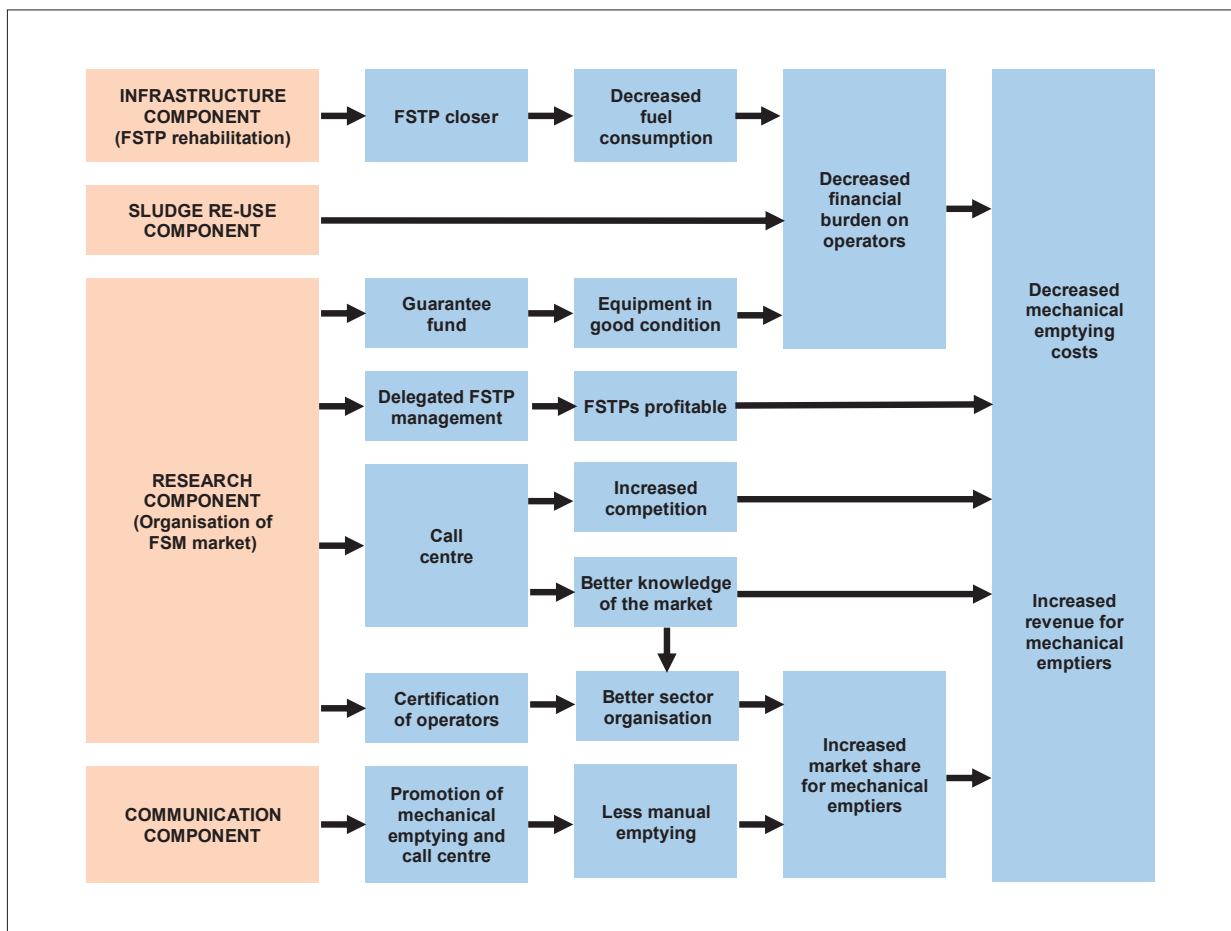 INFRASTRUCTURE
COMPONENT
(FSTP rehabilitation)
FSTP closer
Decreased
fuel
consumption
Decreased
financial
burden on
operators
Decreased
mechanical
emptying
costs
Increased
revenue for
mechanical
emptiers
SLUDGE RE-USE
COMPONENT
RESEARCH
COMPONENT
(Organisation of
FSM market)
Guarantee
fund
Equipment in
good condition
Delegated FSTP
management
FSTPs profitable
Call
centre
Increased
competition
Better knowledge
of the market
Certification
of operators
Better sector
organisation
Increased
market share
for mechanical
emptiers
COMMUNICATION
COMPONENT
Promotion of
mechanical
emptying and
call centre
Less manual
emptying